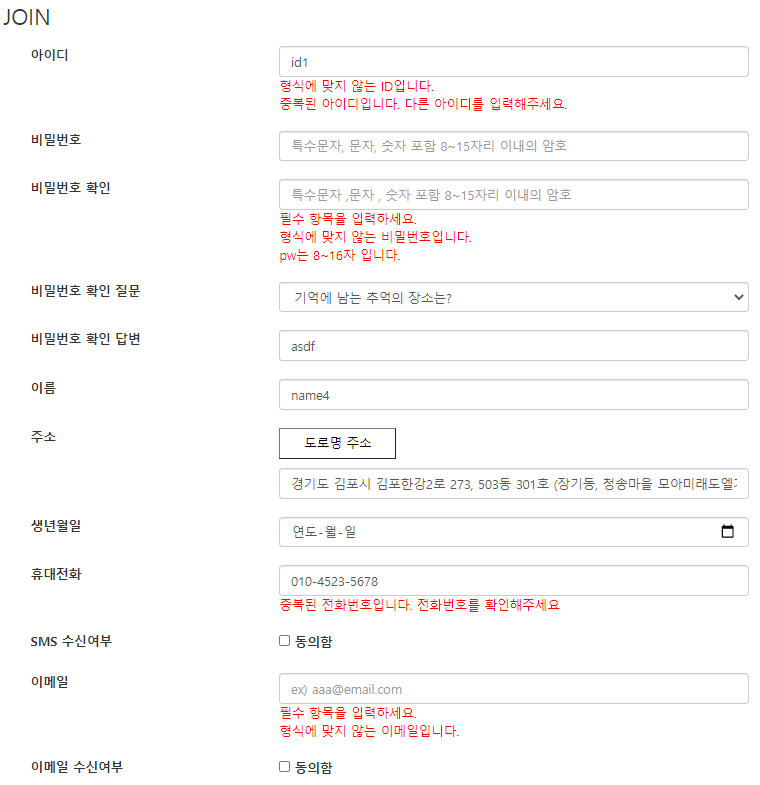 JOIN
아이디
id1
형식에 맞지 않는 ID입니다.
중복된 아이디입니다. 다른 아이디를 입력해주세요.
비밀번호
특수문자, 문자, 숫자 포함 8~15자리 이내의 암호
비밀번호 확인
특수문자 ,문자 , 숫자 포함 8~15자리 이내의 암호
필수 항목을 입력하세요.
형식에 맞지 않는 비밀번호입니다.
pw는 8~16자 입니다.
비밀번호 확인 질문
기억에 남는 추억의 장소는?
비밀번호 확인 답변
asdf
이름
name4
주소
도로명 주소
경기도 김포시 김포한강2로 273, 503동 301호 (장기동, 청송마을 모아미래도엘
생년월일
연도-월-일
휴대전화
010-4523-5678
중복된 전화번호입니다. 전화번호를 확인해주세요
SMS 수신여부
동의함
이메일
ex) aaa@email.com
필수 항목을 입력하세요.
형식에 맞지 않는 이메일입니다.
이메일 수신여부
동의함